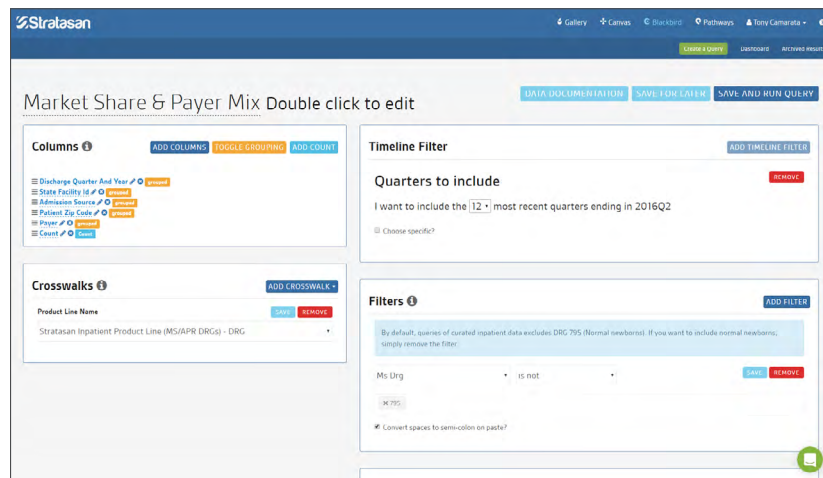 Stratasan
Gallery Canvas Blackbird Pathways Tony Camarata
Create a Query Dashboard Archived Result
Market Share & Payer Mix Double click to edit
DATA DOCUMENTATION SAVE FOR LATER SAVE AND RUN QUERY
Columns ADD COLUMNS TOGGLE GROUPING ADD COUNT
Discharge Quarter And Year grouped
State Facility Id grouped
Admission Source grouped
Patient Zip Code grouped
Payer grouped
Count Count
Crosswalks ADD CROSSWALK
Product Line Name SAVE REMOVE
Stratasan Inpatient Product Line (MS/APR DRGs) - DRG
Timeline Filter ADD TIMELINE FILTER
Quarters to include REMOVE
I want to include the 12 most recent quarters ending in 2016Q2
Choose specific?
Filters ADD FILTER
By default, queries of curated inpatient data excludes DRG 795 (Normal newborns). If you want to include normal newborns,
simply remove the filter.
Ms Drg is not SAVE REMOVE
× 795
Convert spaces to semi-colon on paste?